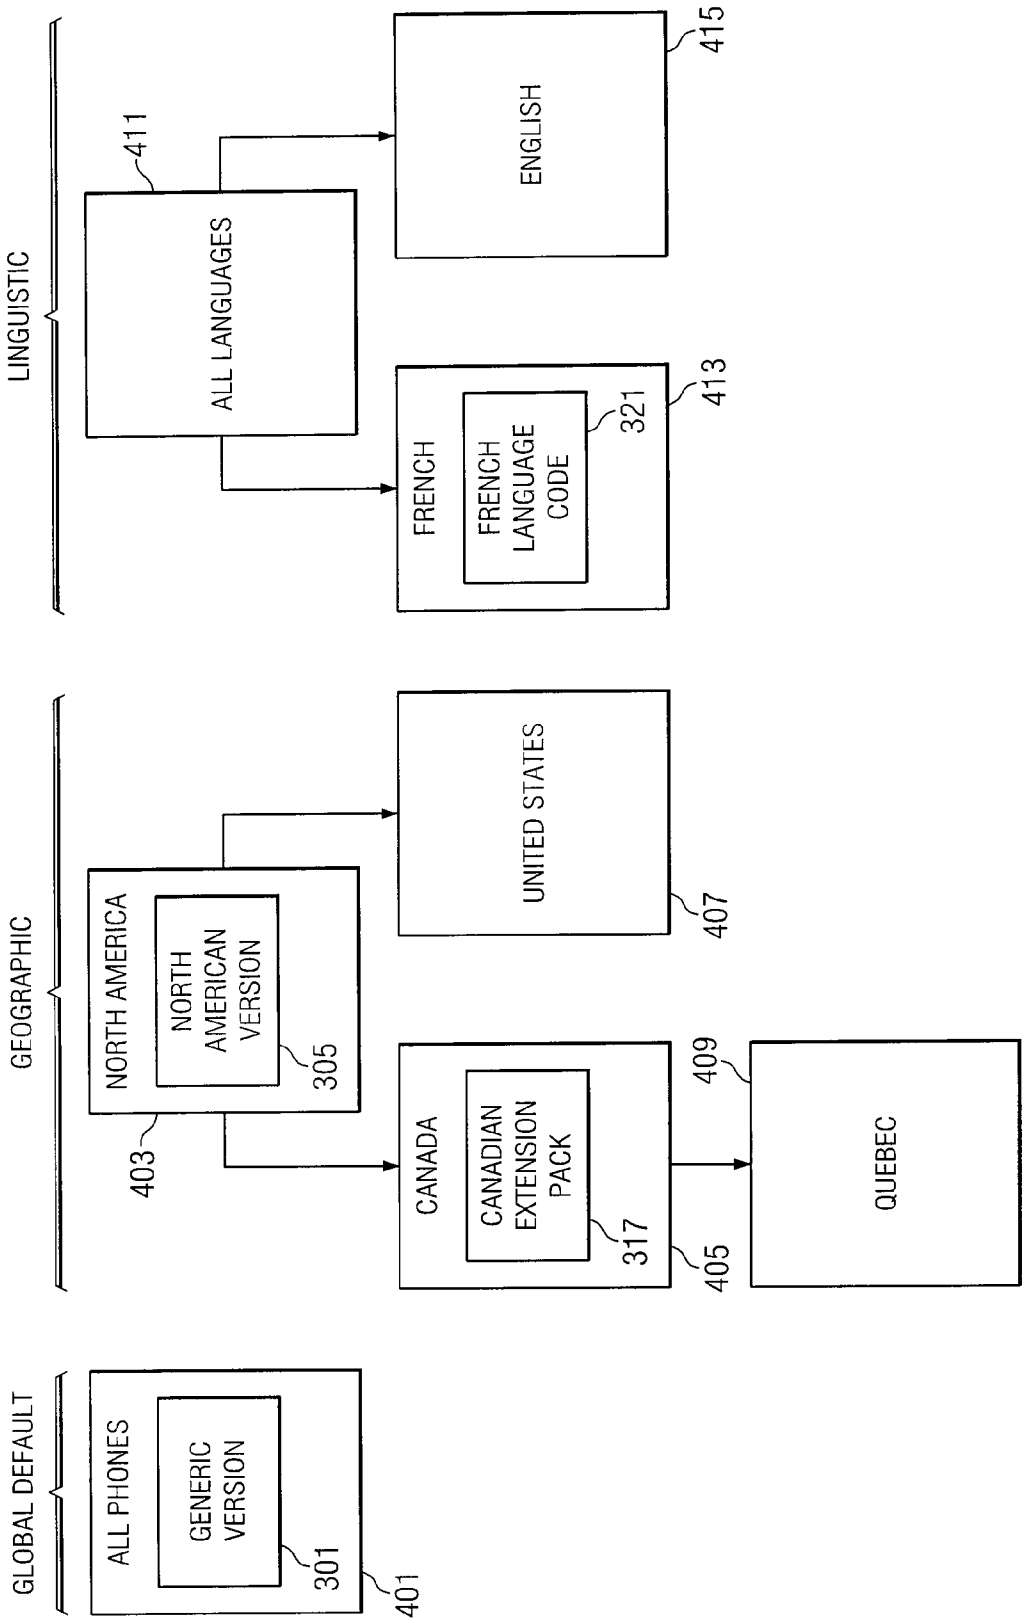 GLOBAL DEFAULT
ALL PHONES
GENERIC
VERSION
301
401
GEOGRAPHIC
NORTH AMERICA
NORTH
AMERICAN
VERSION
305
403
CANADA
CANADIAN
EXTENSION
PACK
317
405
UNITED STATES
407
409
QUEBEC
LINGUISTIC
411
ALL LANGUAGES
FRENCH
FRENCH
LANGUAGE
CODE
321
413
ENGLISH
415